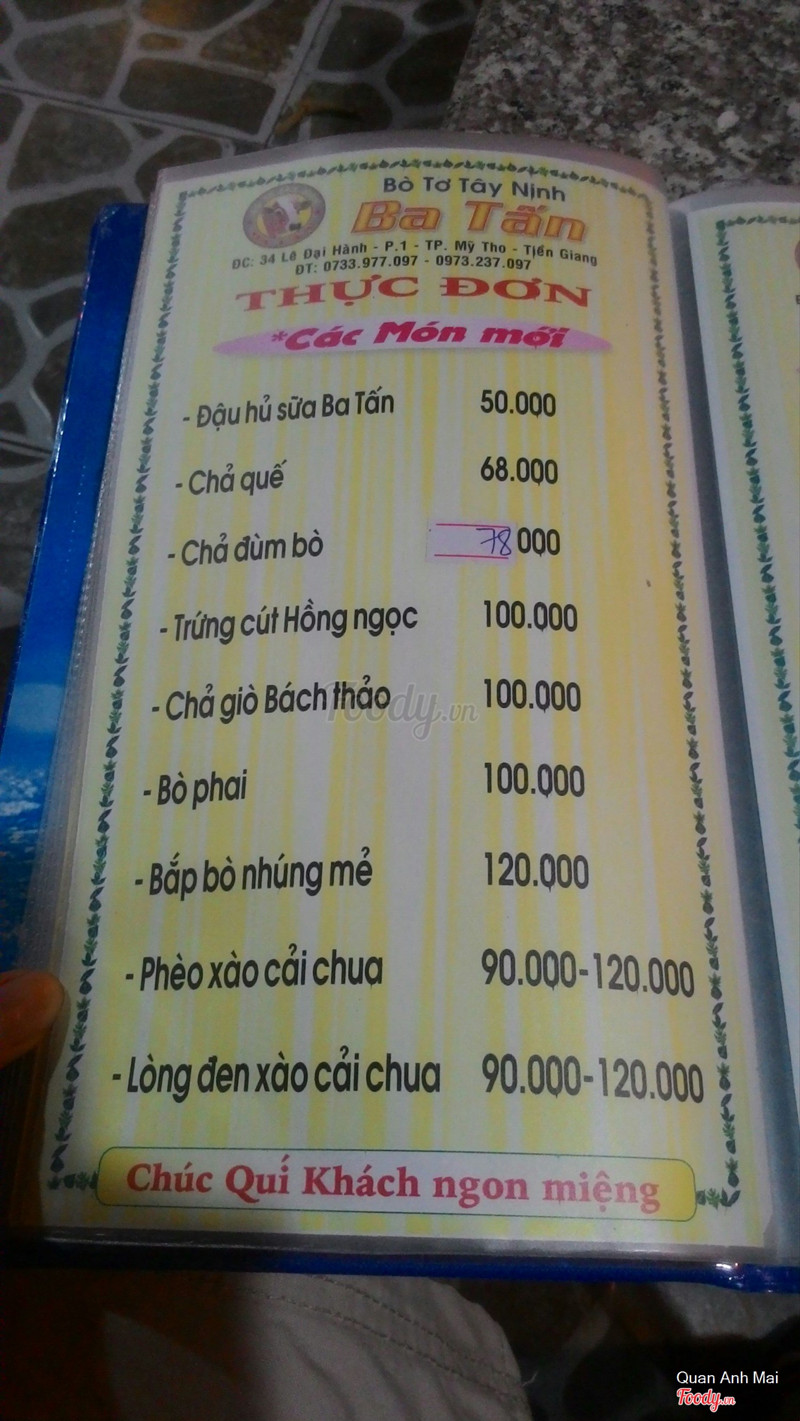 Bò Tơ Tây Ninh
Ba Tấn
ĐC: 34 Lê Đại Hành - P.1 - TP. Mỹ Tho - Tiền Giang
ĐT: 0733.977.097 - 0973.237.097
THỰC ĐƠN
*Các Món mới
- Đậu hủ sữa Ba Tấn 50.000
- Chả quế 68.000
- Chả đùm bò 78 000
- Trứng cút Hồng ngọc 100.000
- Chả giò Bách thảo 100.000
- Bò phai 100.000
- Bắp bò nhúng mẻ 120.000
- Phèo xào cải chua 90.000-120.000
- Lòng đen xào cải chua 90.000-120.000
Chúc Quí Khách ngon miệng
Foody.vn
Quan Anh Mai
Foody.vn